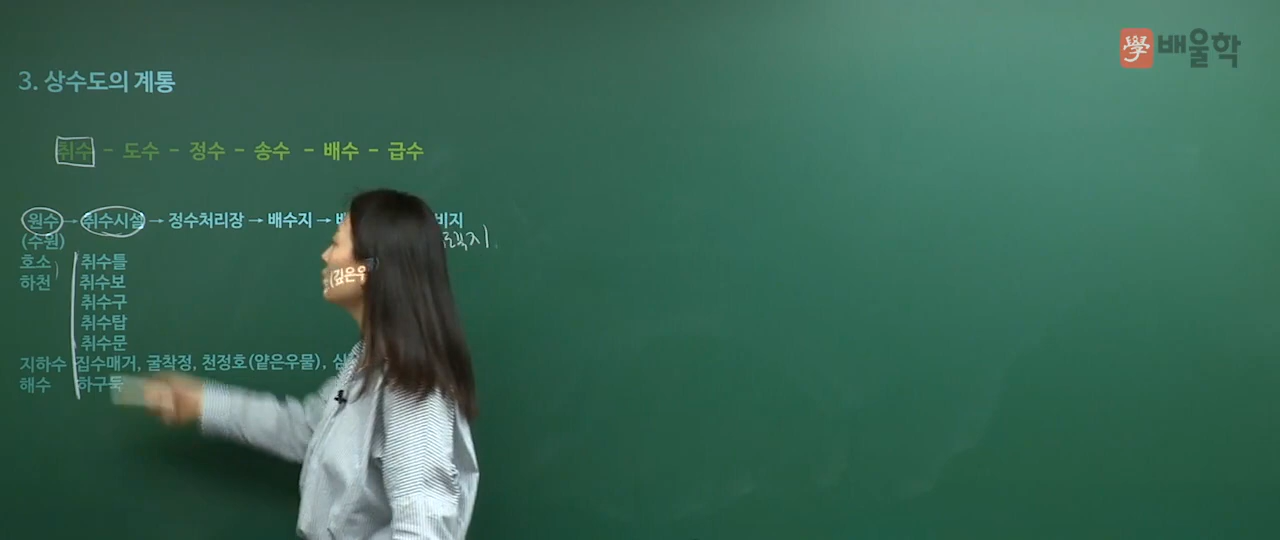 學 배울학
3. 상수도의 계통
취수 - 도수 - 정수 - 송수 - 배수 - 급수
원수 → 취수시설 → 정수처리장 → 배수지 → 비지
(수원)
호소 취수틀
하천 취수보
취수구
취수탑
취수문
(깊은우
지하수 집수매거, 굴착정, 천정호(얕은우물), 심
해수 하구둑